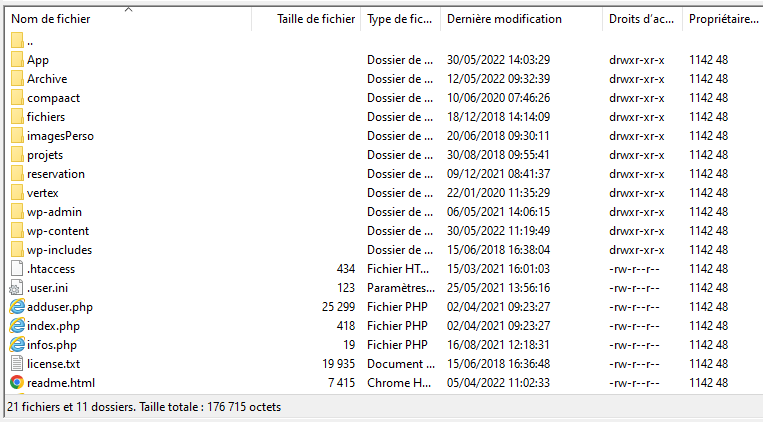 Nom de fichier Taille de fichier Type de fic... Dernière modification Droits d'ac... Propriétaire...
..
App Dossier de ... 30/05/2022 14:03:29 drwxr-xr-x 1142 48
Archive Dossier de ... 12/05/2022 09:32:39 drwxr-xr-x 1142 48
compaact Dossier de ... 10/06/2020 07:46:26 drwxr-xr-x 1142 48
fichiers Dossier de ... 18/12/2018 14:14:09 drwxr-xr-x 1142 48
imagesPerso Dossier de ... 20/06/2018 09:30:11 drwxr-xr-x 1142 48
projets Dossier de ... 30/08/2018 09:55:41 drwxr-xr-x 1142 48
reservation Dossier de ... 09/12/2021 08:41:37 drwxr-xr-x 1142 48
vertex Dossier de ... 22/01/2020 11:35:29 drwxr-xr-x 1142 48
wp-admin Dossier de ... 06/05/2021 14:06:15 drwxr-xr-x 1142 48
wp-content Dossier de ... 30/05/2022 11:19:49 drwxr-xr-x 1142 48
wp-includes Dossier de ... 15/06/2018 16:38:04 drwxr-xr-x 1142 48
.htaccess 434 Fichier HT... 15/03/2021 16:01:03 -rw-r--r-- 1142 48
.user.ini 123 Paramètres... 25/05/2021 13:56:16 -rw-r--r-- 1142 48
adduser.php 25 299 Fichier PHP 02/04/2021 09:23:27 -rw-r--r-- 1142 48
index.php 418 Fichier PHP 02/04/2021 09:23:27 -rw-r--r-- 1142 48
infos.php 19 Fichier PHP 16/08/2021 12:18:31 -rw-r--r-- 1142 48
license.txt 19 935 Document ... 15/06/2018 16:36:48 -rw-r--r-- 1142 48
readme.html 7 415 Chrome H... 05/04/2022 11:02:33 -rw-r--r-- 1142 48
21 fichiers et 11 dossiers. Taille totale : 176 715 octets